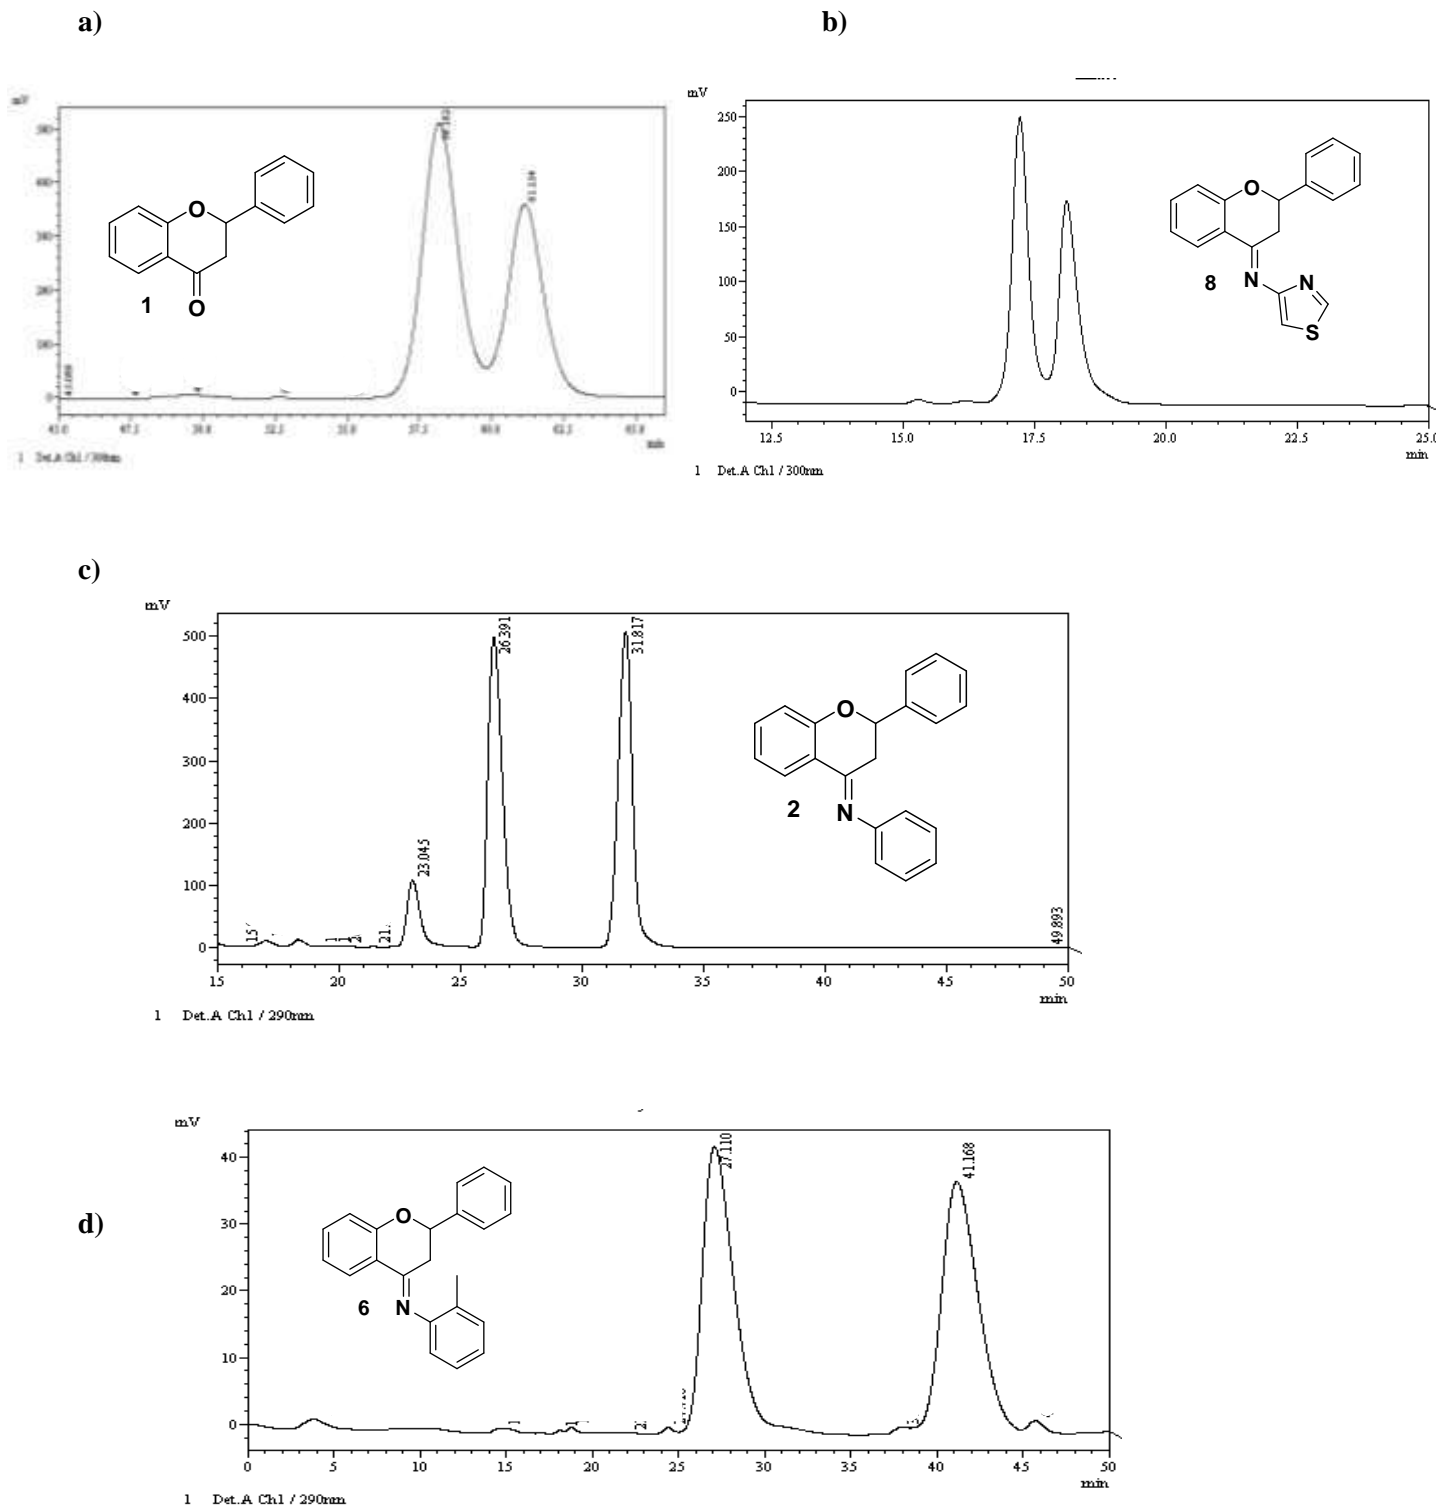 a)
b)
mV
O
O
1
min
mV
250
200
150
100
50
0
O
N
N
S
8
12.5 15.0 17.5 20.0 22.5 25.0
min
1 Det.A Ch1 / 300nm
c)
mV
500
400
300
200
100
0
23.045
26.391
31.817
49.893
O
N
2
15 20 25 30 35 40 45 50
min
1 Det.A Ch1 / 290nm
d)
mV
40
30
20
10
0
27.110
41.168
O
N
6
0 5 10 15 20 25 30 35 40 45 50
min
1 Det.A Ch1 / 290nm